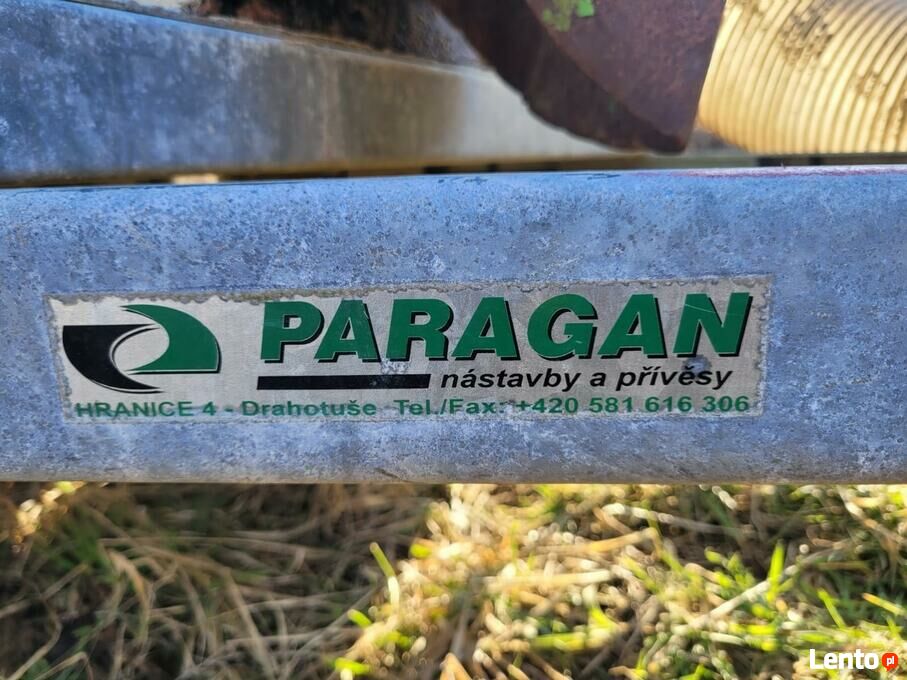 PARAGAN
nástavby a přívěsy
HRANICE 4 - Drahotuše Tel./Fax: +420 581 616 306
Lento.pl